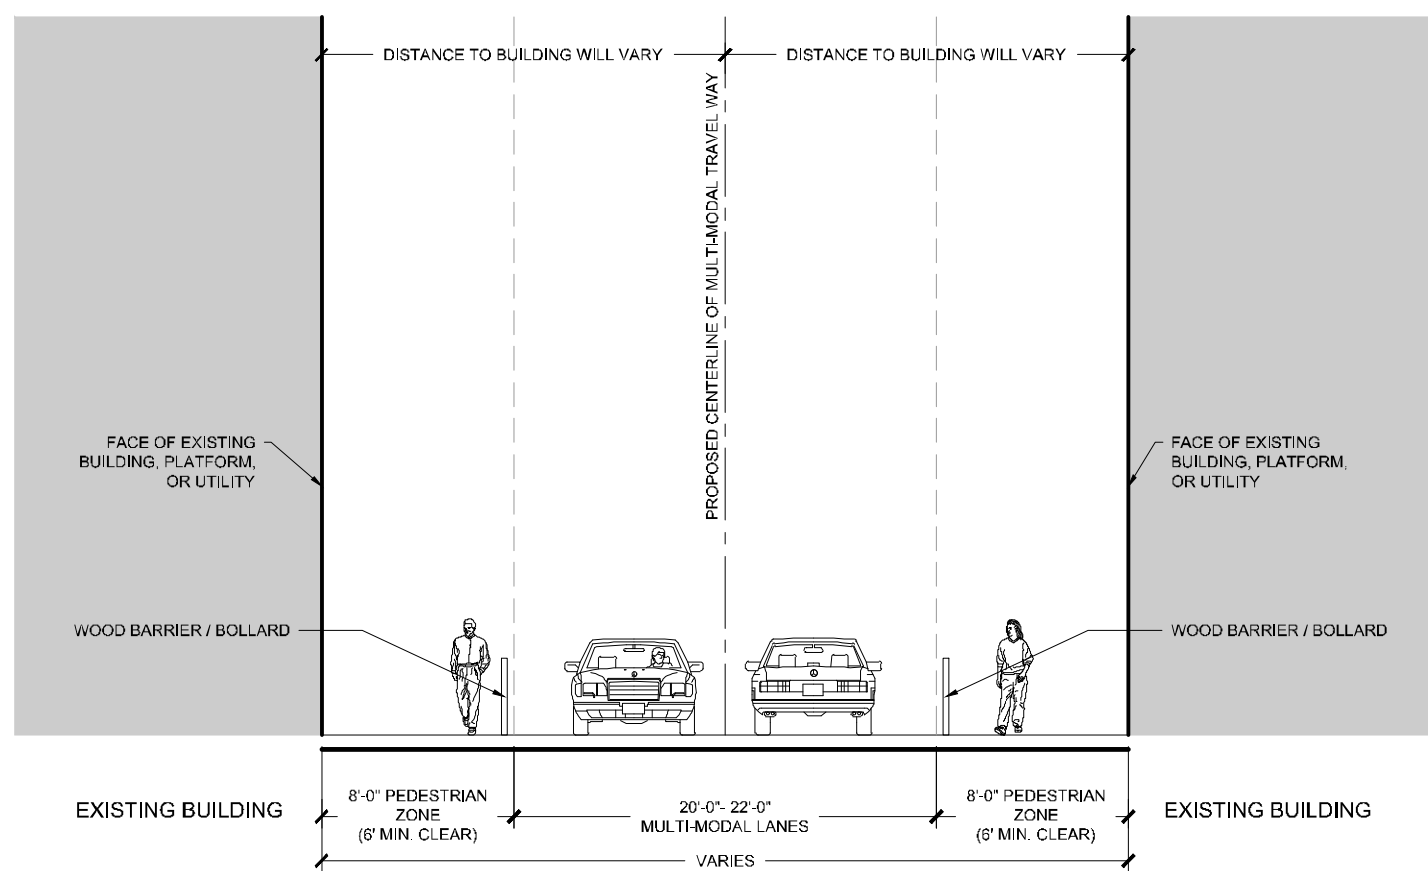 DISTANCE TO BUILDING WILL VARY
DISTANCE TO BUILDING WILL VARY
PROPOSED CENTERLINE OF MULTI-MODAL TRAVEL WAY
FACE OF EXISTING
BUILDING, PLATFORM,
OR UTILITY
FACE OF EXISTING
BUILDING, PLATFORM,
OR UTILITY
WOOD BARRIER / BOLLARD
WOOD BARRIER / BOLLARD
EXISTING BUILDING
8'-0" PEDESTRIAN
ZONE
(6' MIN. CLEAR)
20'-0"- 22'-0"
MULTI-MODAL LANES
8'-0" PEDESTRIAN
ZONE
(6' MIN. CLEAR)
EXISTING BUILDING
VARIES